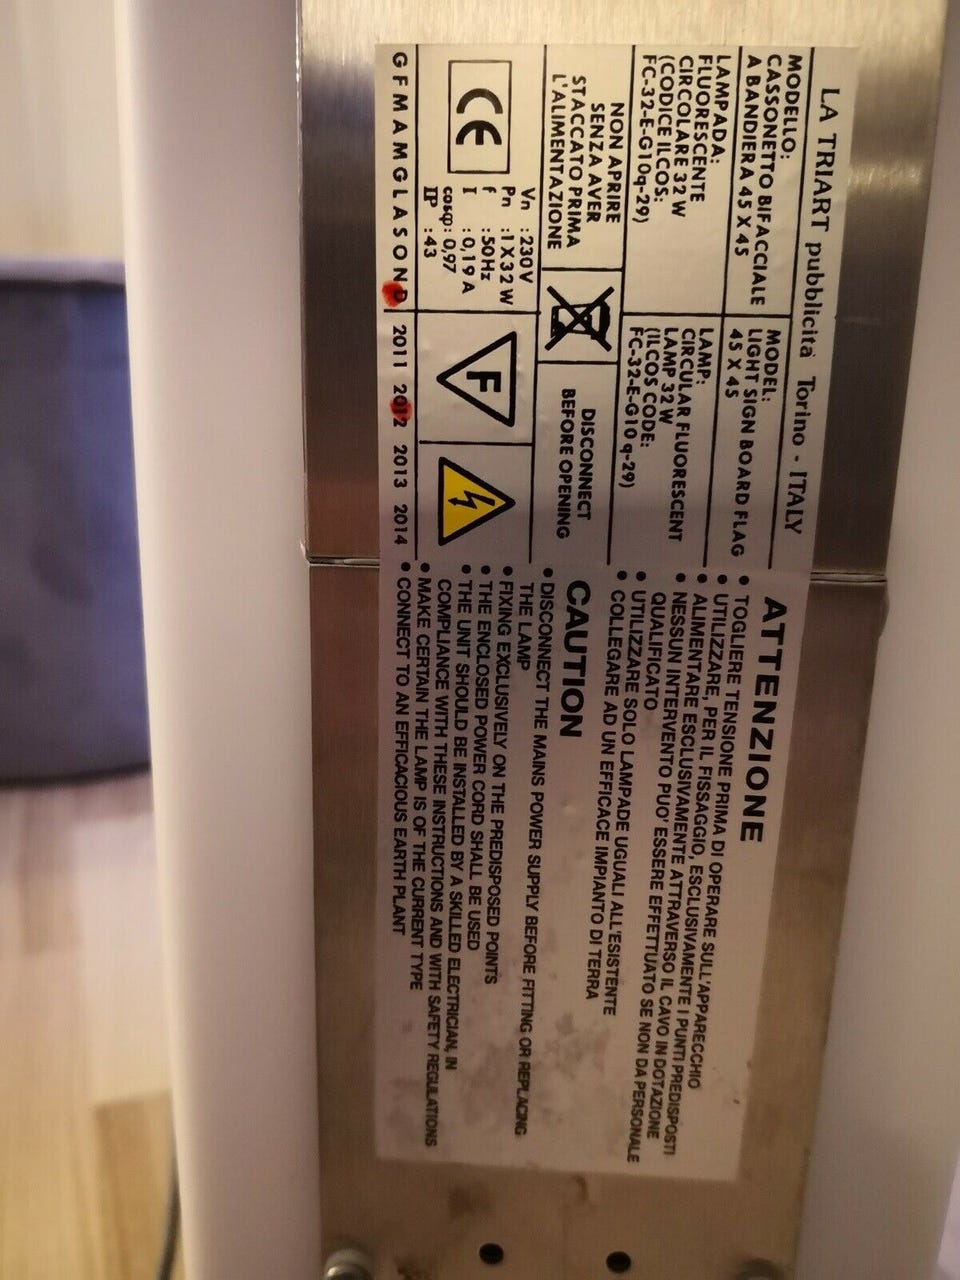 LA TRIART pubblicità Torino - ITALY
MODELLO:
CASSONETTO BIFACCIALE
A BANDIERA 45 X 45
MODEL:
LIGHT SIGN BOARD FLAG
45 X 45
LAMPADA:
FLUORESCENTE
CIRCOLARE 32 W
(CODICE ILCOS:
FC-32-E-G10q-29)
LAMP:
CIRCULAR FLUORESCENT
LAMP 32 W
(ILCOS CODE:
FC-32-E-G10 q-29)
NON APRIRE
SENZA AVER
STACCATO PRIMA
L'ALIMENTAZIONE
DISCONNECT
BEFORE OPENING
CE
Vn : 230 V
Pn : 1 X 32 W
f : 50 Hz
I : 0,19 A
cosφ: 0,97
IP : 43
F
G F M A M G L A S O N D 2011 2012 2013 2014
ATTENZIONE
• TOGLIERE TENSIONE PRIMA DI OPERARE SULL'APPARECCHIO
• UTILIZZARE, PER IL FISSAGGIO, ESCLUSIVAMENTE I PUNTI PREDISPOSTI
• ALIMENTARE ESCLUSIVAMENTE ATTRAVERSO IL CAVO IN DOTAZIONE
• NESSUN INTERVENTO PUO' ESSERE EFFETTUATO SE NON DA PERSONALE
QUALIFICATO
• UTILIZZARE SOLO LAMPADE UGUALI ALL'ESISTENTE
• COLLEGARE AD UN EFFICACE IMPIANTO DI TERRA
CAUTION
• DISCONNECT THE MAINS POWER SUPPLY BEFORE FITTING OR REPLACING
THE LAMP
• FIXING EXCLUSIVELY ON THE PREDISPOSED POINTS
• THE ENCLOSED POWER CORD SHALL BE USED
• THE UNIT SHOULD BE INSTALLED BY A SKILLED ELECTRICIAN, IN
COMPLIANCE WITH THESE INSTRUCTIONS AND WITH SAFETY REGULATIONS
• MAKE CERTAIN THE LAMP IS OF THE CURRENT TYPE
• CONNECT TO AN EFFICACIOUS EARTH PLANT